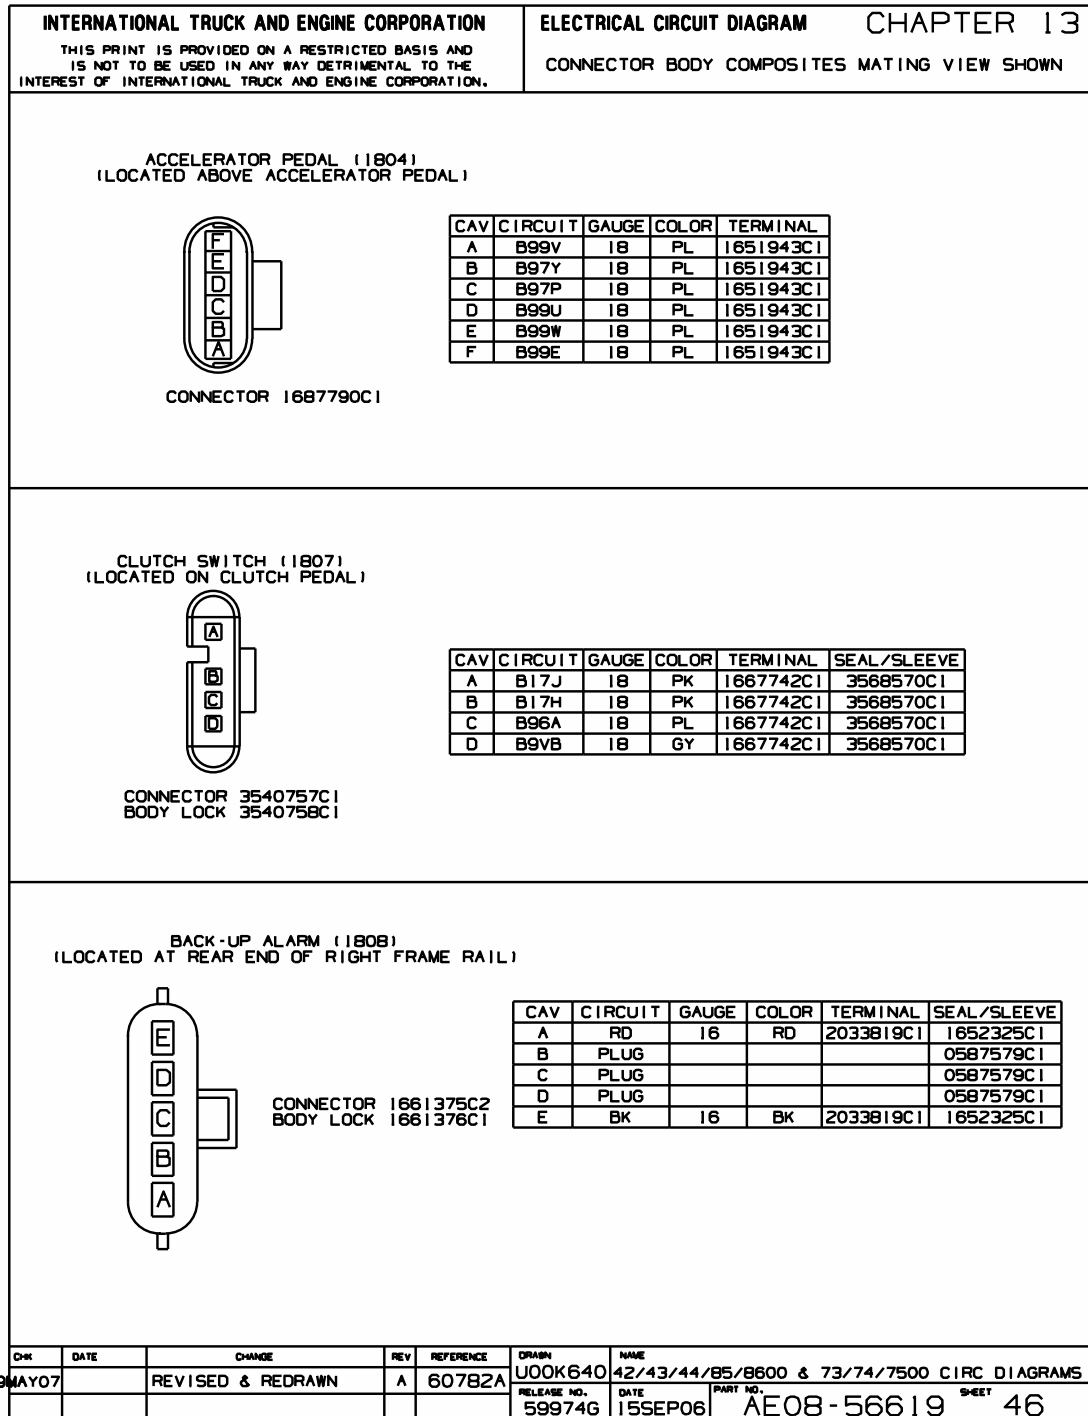 INTERNATIONAL TRUCK AND ENGINE CORPORATION
THIS PRINT IS PROVIDED ON A RESTRICTED BASIS AND
IS NOT TO BE USED IN ANY WAY DETRIMENTAL TO THE
INTEREST OF INTERNATIONAL TRUCK AND ENGINE CORPORATION.
ELECTRICAL CIRCUIT DIAGRAM CHAPTER 13
CONNECTOR BODY COMPOSITES MATING VIEW SHOWN
ACCELERATOR PEDAL (1804)
(LOCATED ABOVE ACCELERATOR PEDAL)
F
E
D
C
B
A
CONNECTOR 1687790C1
CAV CIRCUIT GAUGE COLOR TERMINAL
A B99V 18 PL 1651943C1
B B97Y 18 PL 1651943C1
C B97P 18 PL 1651943C1
D B99U 18 PL 1651943C1
E B99W 18 PL 1651943C1
F B99E 18 PL 1651943C1
CLUTCH SWITCH (1807)
(LOCATED ON CLUTCH PEDAL)
A
B
C
D
CONNECTOR 3540757C1
BODY LOCK 3540758C1
CAV CIRCUIT GAUGE COLOR TERMINAL SEAL/SLEEVE
A B17J 18 PK 1667742C1 3568570C1
B B17H 18 PK 1667742C1 3568570C1
C B96A 18 PL 1667742C1 3568570C1
D B9VB 18 GY 1667742C1 3568570C1
BACK-UP ALARM (1808)
(LOCATED AT REAR END OF RIGHT FRAME RAIL)
E
D
C
B
A
CONNECTOR 1661375C2
BODY LOCK 1661376C1
CAV CIRCUIT GAUGE COLOR TERMINAL SEAL/SLEEVE
A RD 16 RD 2033819C1 1652325C1
B PLUG 0587579C1
C PLUG 0587579C1
D PLUG 0587579C1
E BK 16 BK 2033819C1 1652325C1
CHK DATE CHANGE REV REFERENCE
9MAY07 REVISED & REDRAWN A 60782A
DRAWN NAME
U00K640 42/43/44/85/8600 & 73/74/7500 CIRC DIAGRAMS
RELEASE NO. DATE PART NO. SHEET
59974G 15SEP06 AE08-56619 46